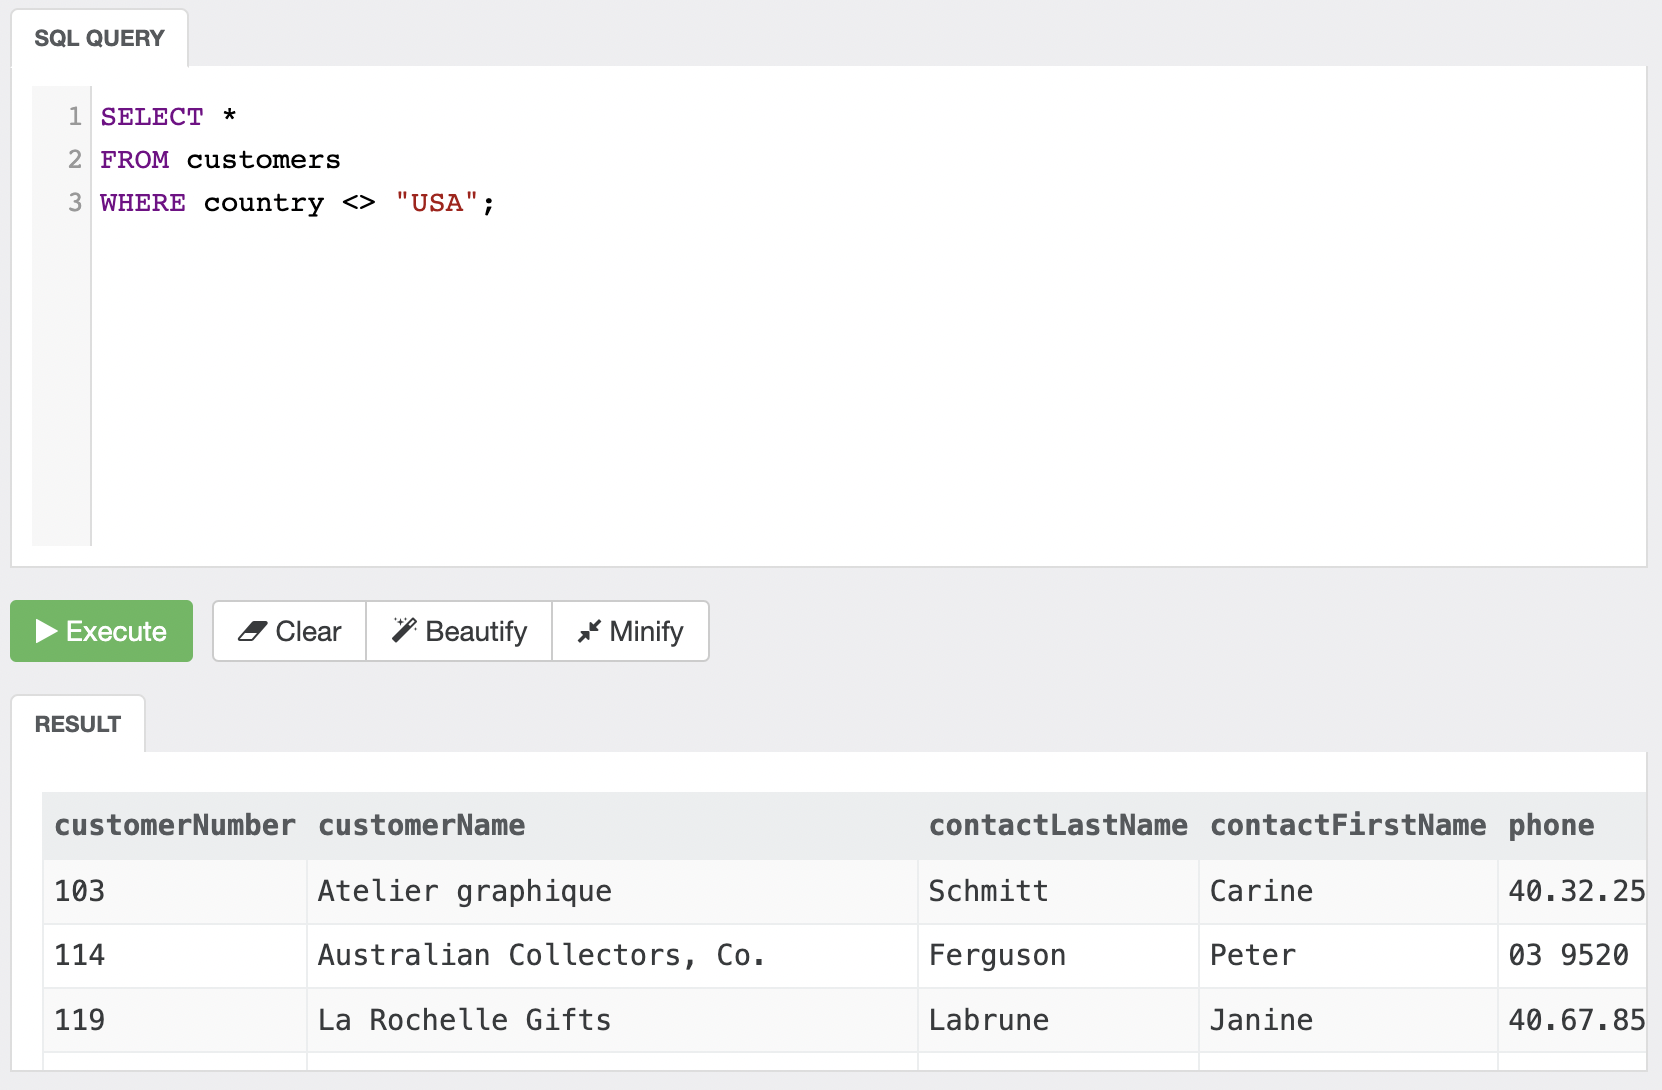 SQL QUERY
1 SELECT *
2 FROM customers
3 WHERE country <> "USA";
Execute Clear Beautify Minify
RESULT
customerNumber customerName contactLastName contactFirstName phone
103 Atelier graphique Schmitt Carine 40.32.25
114 Australian Collectors, Co. Ferguson Peter 03 9520
119 La Rochelle Gifts Labrune Janine 40.67.85